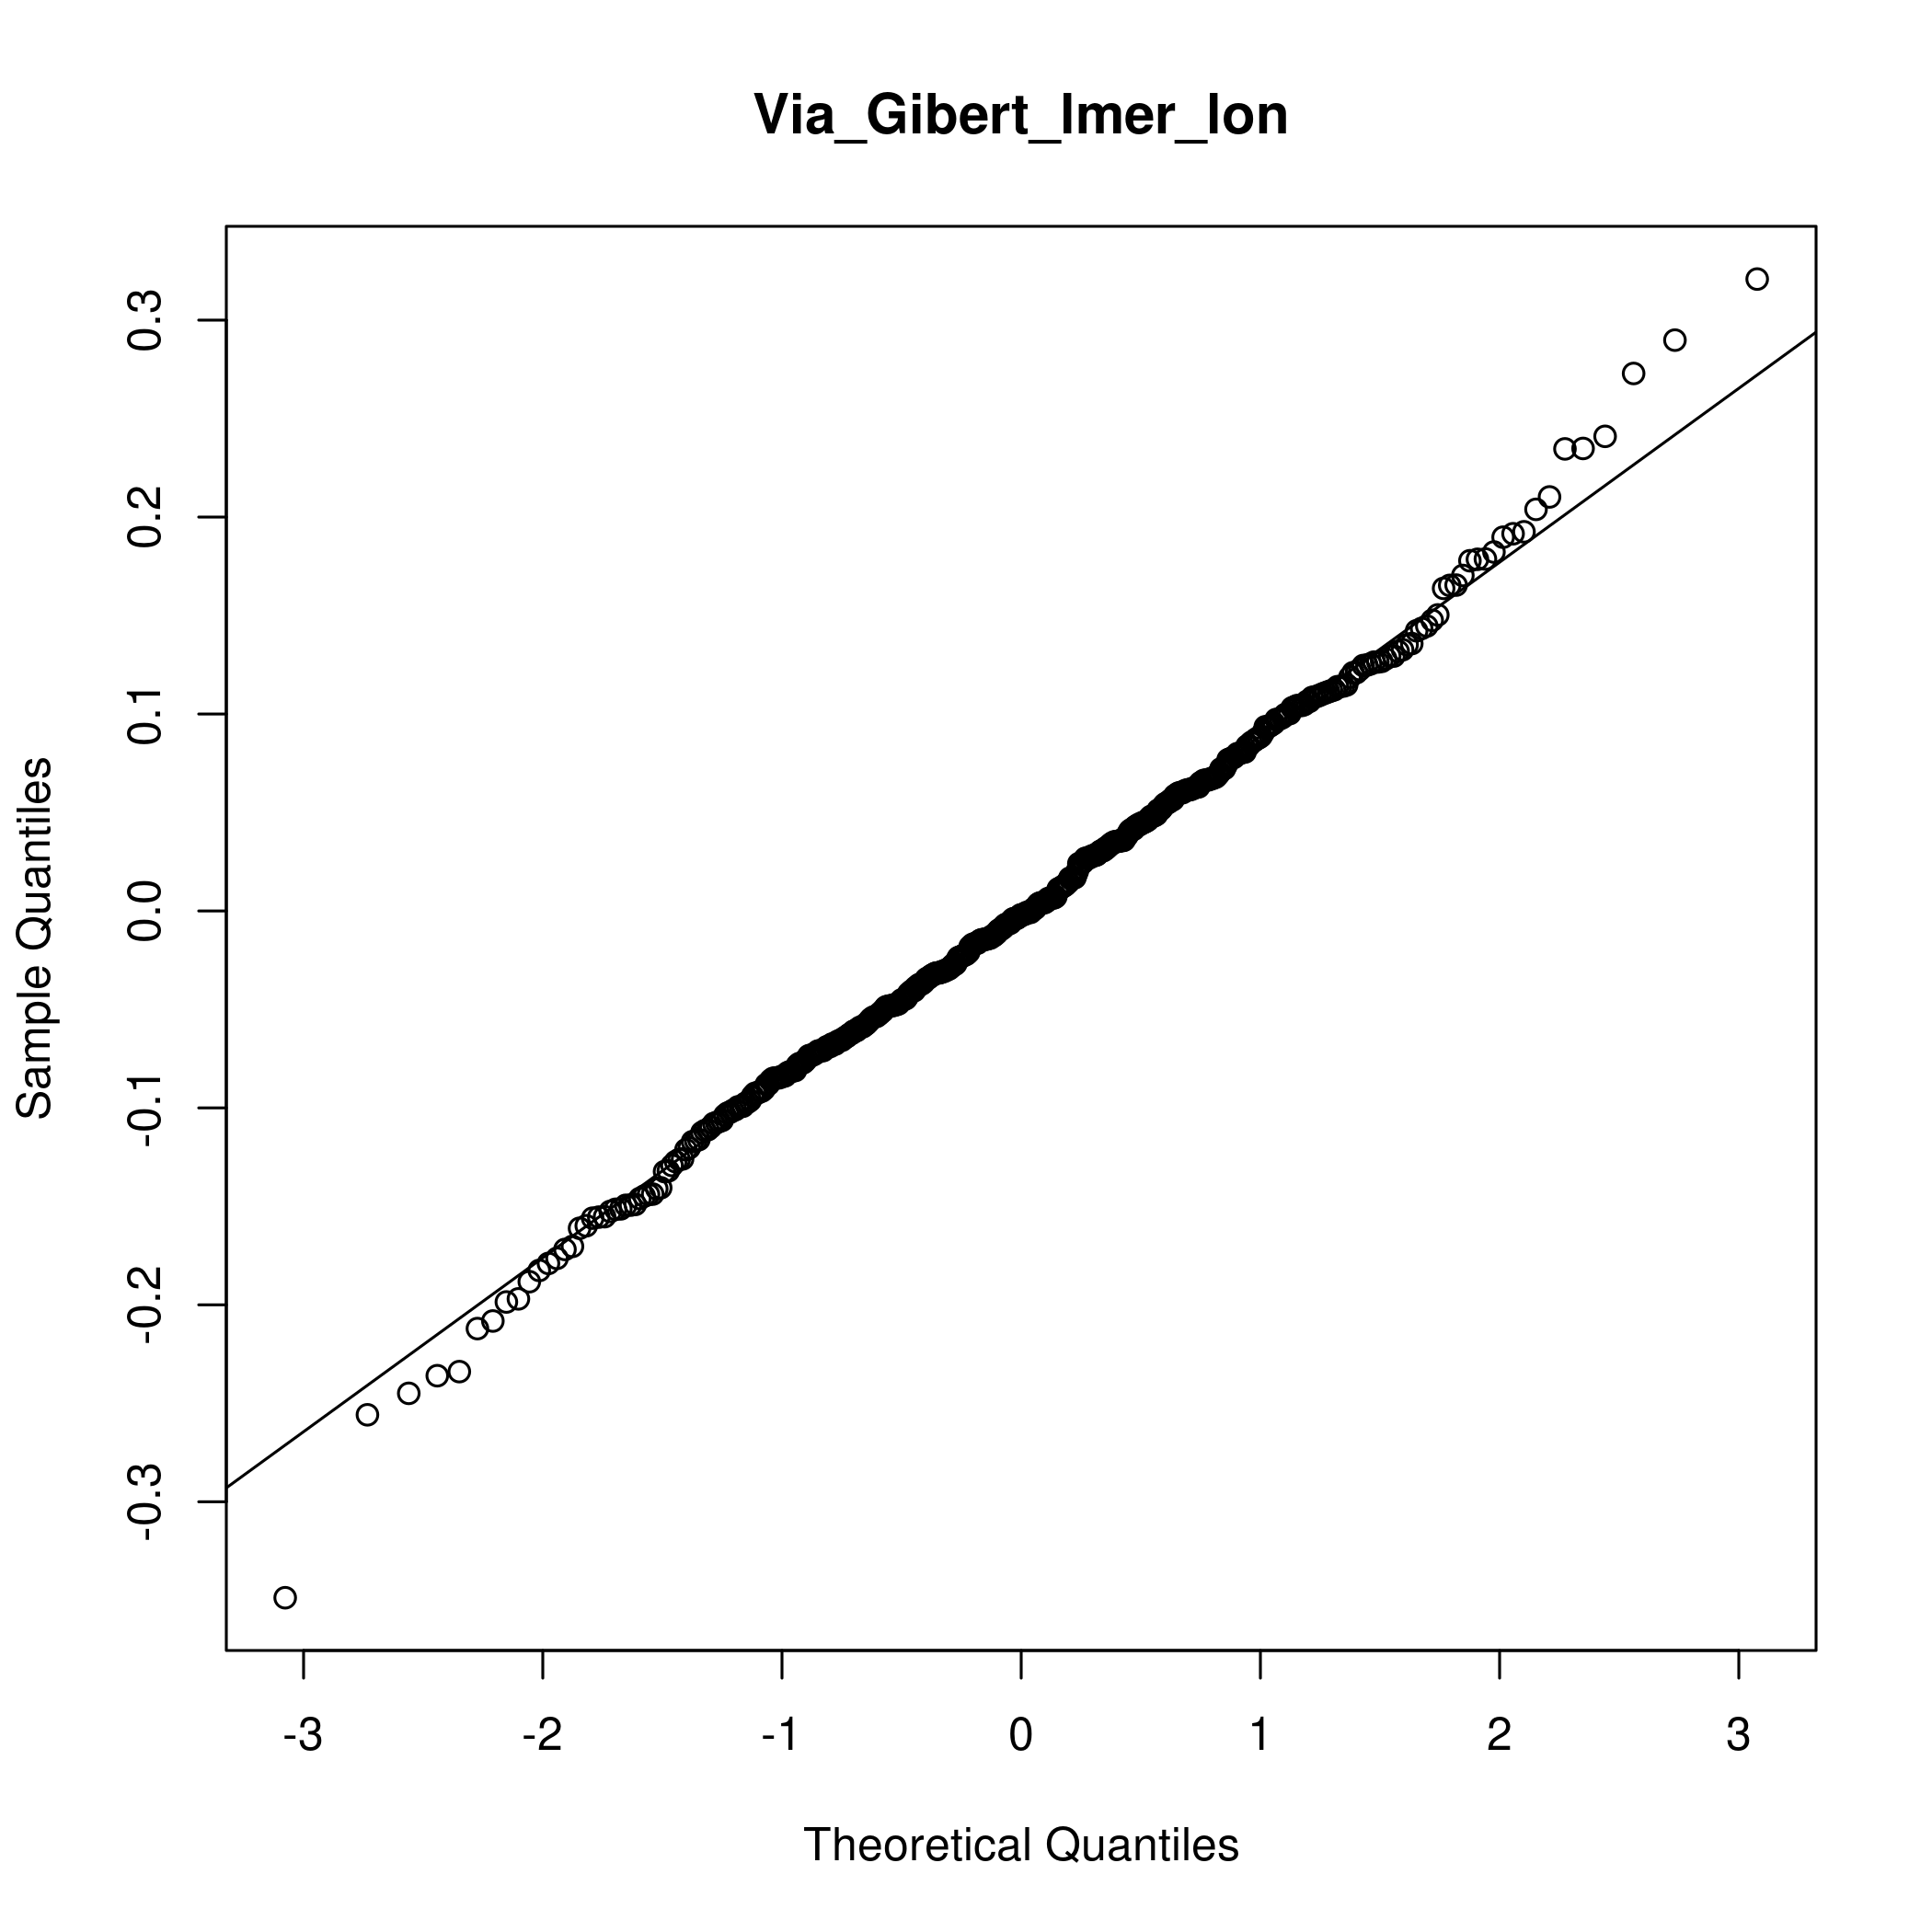 Via_Gibert_lmer_lon
Sample Quantiles
0.3
0.2
0.1
0.0
-0.1
-0.2
-0.3
-3 -2 -1 0 1 2 3
Theoretical Quantiles